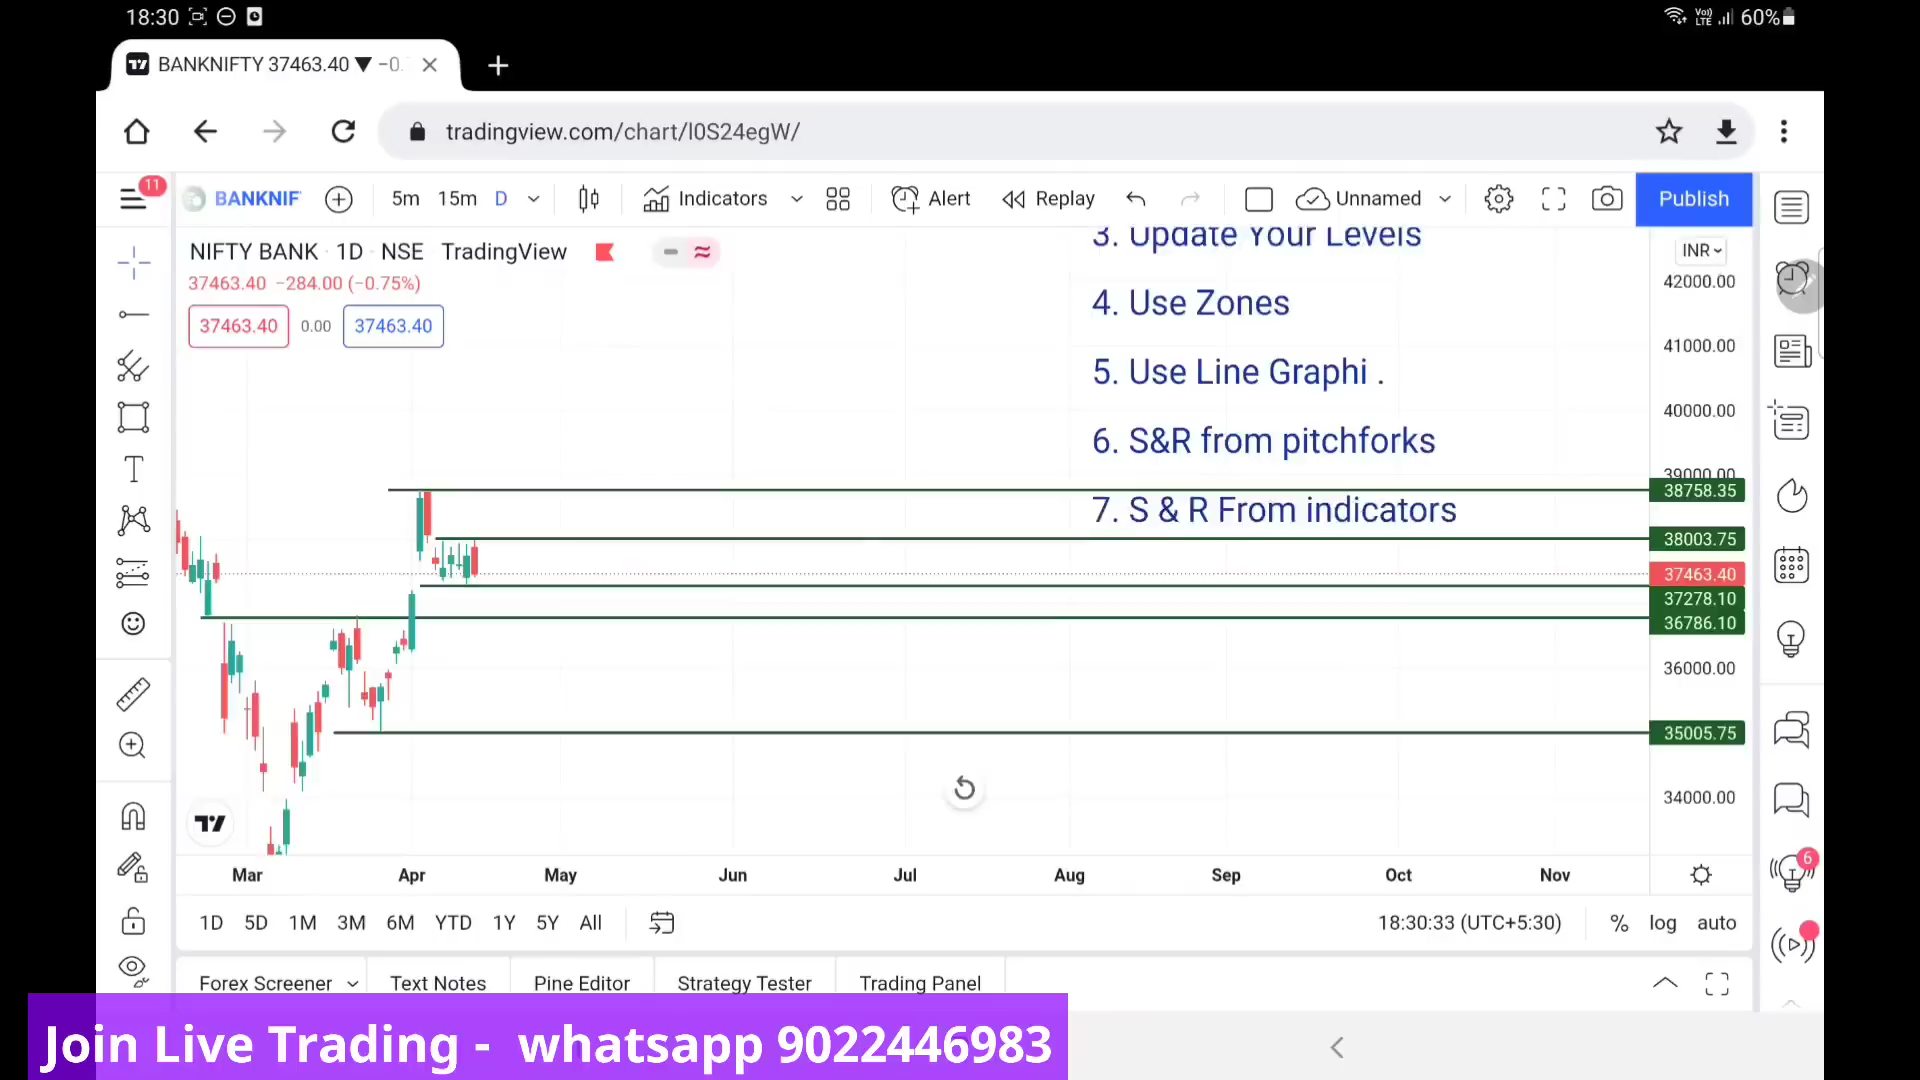 18:30
Vo)) LTE
60%
BANKNIFTY 37463.40 ▼ −0.
tradingview.com/chart/l0S24egW/
11
BANKNIF
5m 15m D
Indicators
Alert
Replay
Unnamed
Publish
NIFTY BANK · 1D · NSE TradingView
37463.40 −284.00 (−0.75%)
37463.40 0.00 37463.40
3. Update Your Levels
4. Use Zones
5. Use Line Graphi .
6. S&R from pitchforks
7. S & R From indicators
INR
42000.00
41000.00
40000.00
39000.00
38758.35
38003.75
37463.40
37278.10
36786.10
36000.00
35005.75
34000.00
Mar Apr May Jun Jul Aug Sep Oct Nov
1D 5D 1M 3M 6M YTD 1Y 5Y All
18:30:33 (UTC+5:30) % log auto
6
Forex Screener Text Notes Pine Editor Strategy Tester Trading Panel
Join Live Trading - whatsapp 9022446983